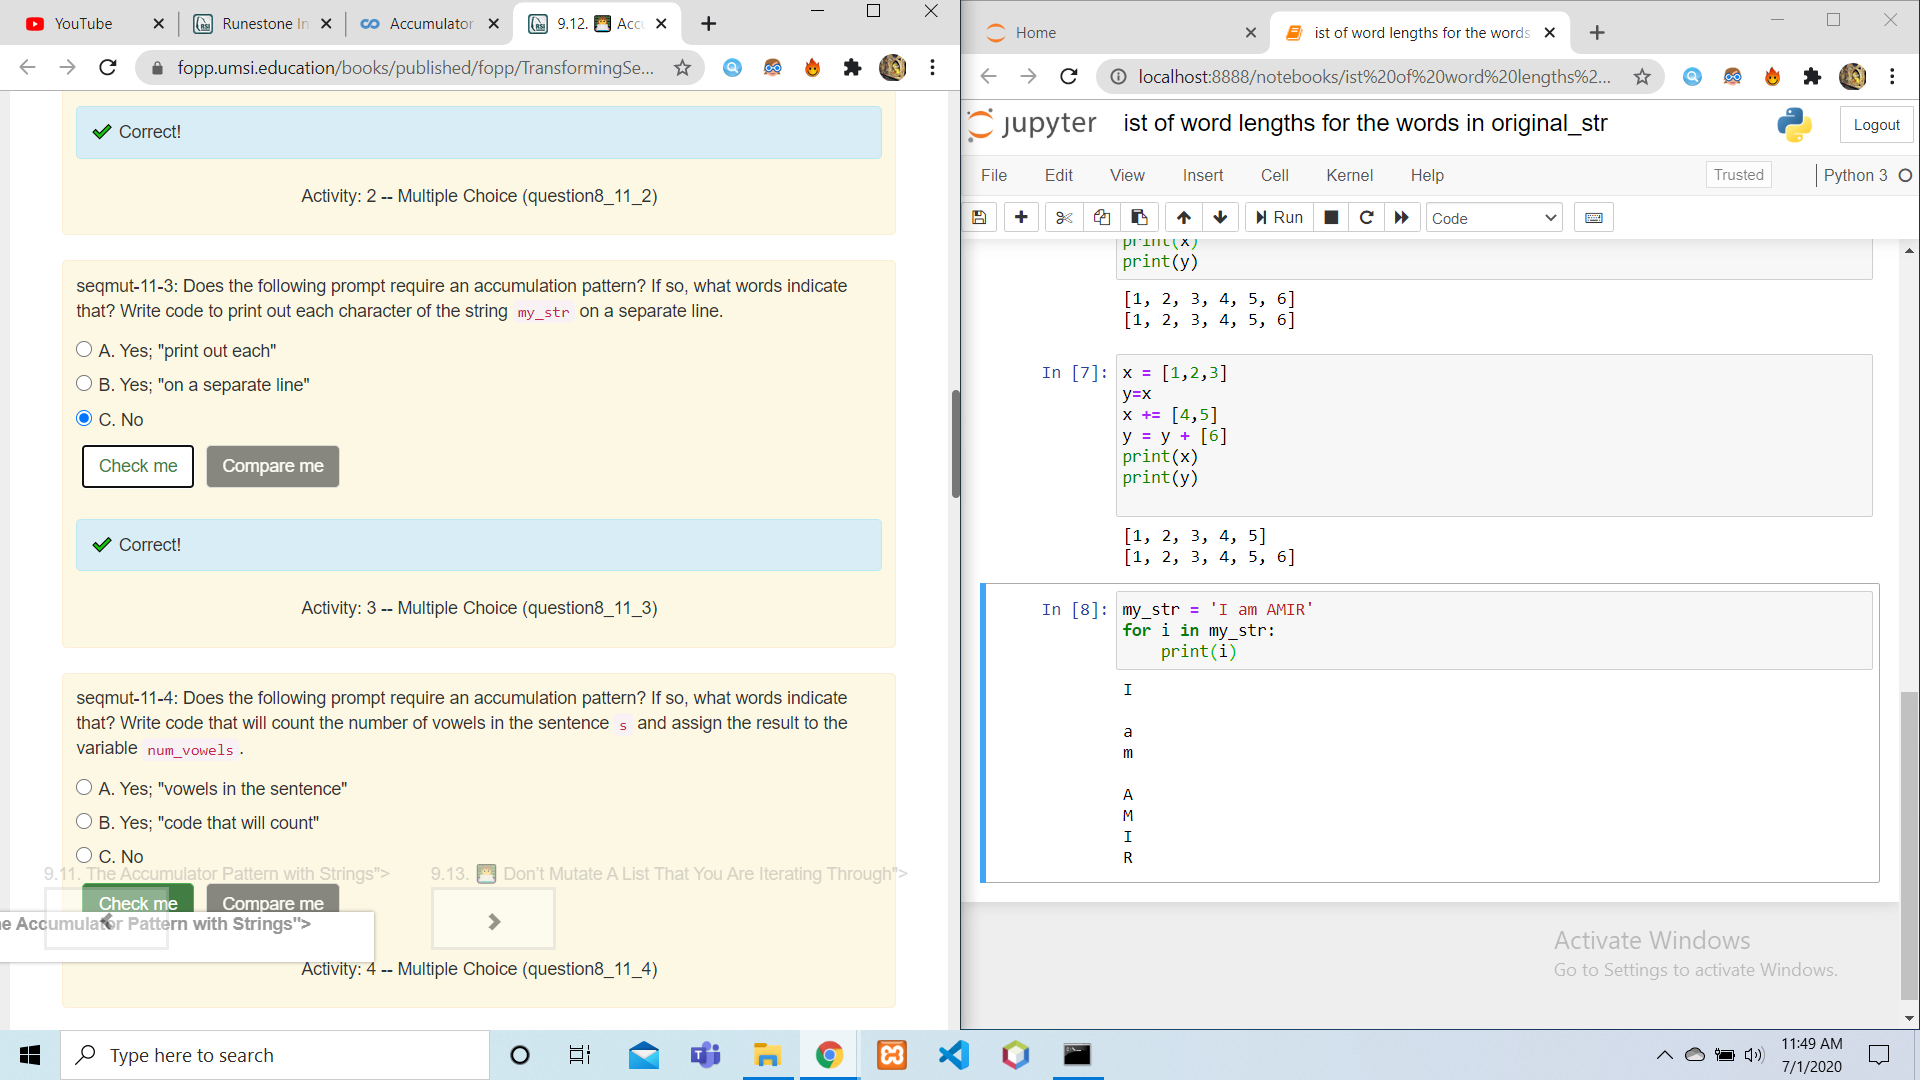 YouTube
Runestone In
Accumulator
9.12. Acc
fopp.umsi.education/books/published/fopp/TransformingSe...
Correct!
Activity: 2 -- Multiple Choice (question8_11_2)
seqmut-11-3: Does the following prompt require an accumulation pattern? If so, what words indicate
that? Write code to print out each character of the string my_str on a separate line.
A. Yes; "print out each"
B. Yes; "on a separate line"
C. No
Check me
Compare me
Correct!
Activity: 3 -- Multiple Choice (question8_11_3)
seqmut-11-4: Does the following prompt require an accumulation pattern? If so, what words indicate
that? Write code that will count the number of vowels in the sentence s and assign the result to the
variable num_vowels .
A. Yes; "vowels in the sentence"
B. Yes; "code that will count"
C. No
9.11. The Accumulator Pattern with Strings">
9.13. Don't Mutate A List That You Are Iterating Through">
Check me
Compare me
e Accumulator Pattern with Strings">
Activity: 4 -- Multiple Choice (question8_11_4)
Home
ist of word lengths for the words
localhost:8888/notebooks/ist%20of%20word%20lengths%2...
jupyter
ist of word lengths for the words in original_str
Logout
File
Edit
View
Insert
Cell
Kernel
Help
Trusted
Python 3
Run
Code
print(x)
print(y)
[1, 2, 3, 4, 5, 6]
[1, 2, 3, 4, 5, 6]
In [7]:
x = [1,2,3]
y=x
x += [4,5]
y = y + [6]
print(x)
print(y)
[1, 2, 3, 4, 5]
[1, 2, 3, 4, 5, 6]
In [8]:
my_str = 'I am AMIR'
for i in my_str:
    print(i)
I
a
m
A
M
I
R
Activate Windows
Go to Settings to activate Windows.
Type here to search
11:49 AM
7/1/2020